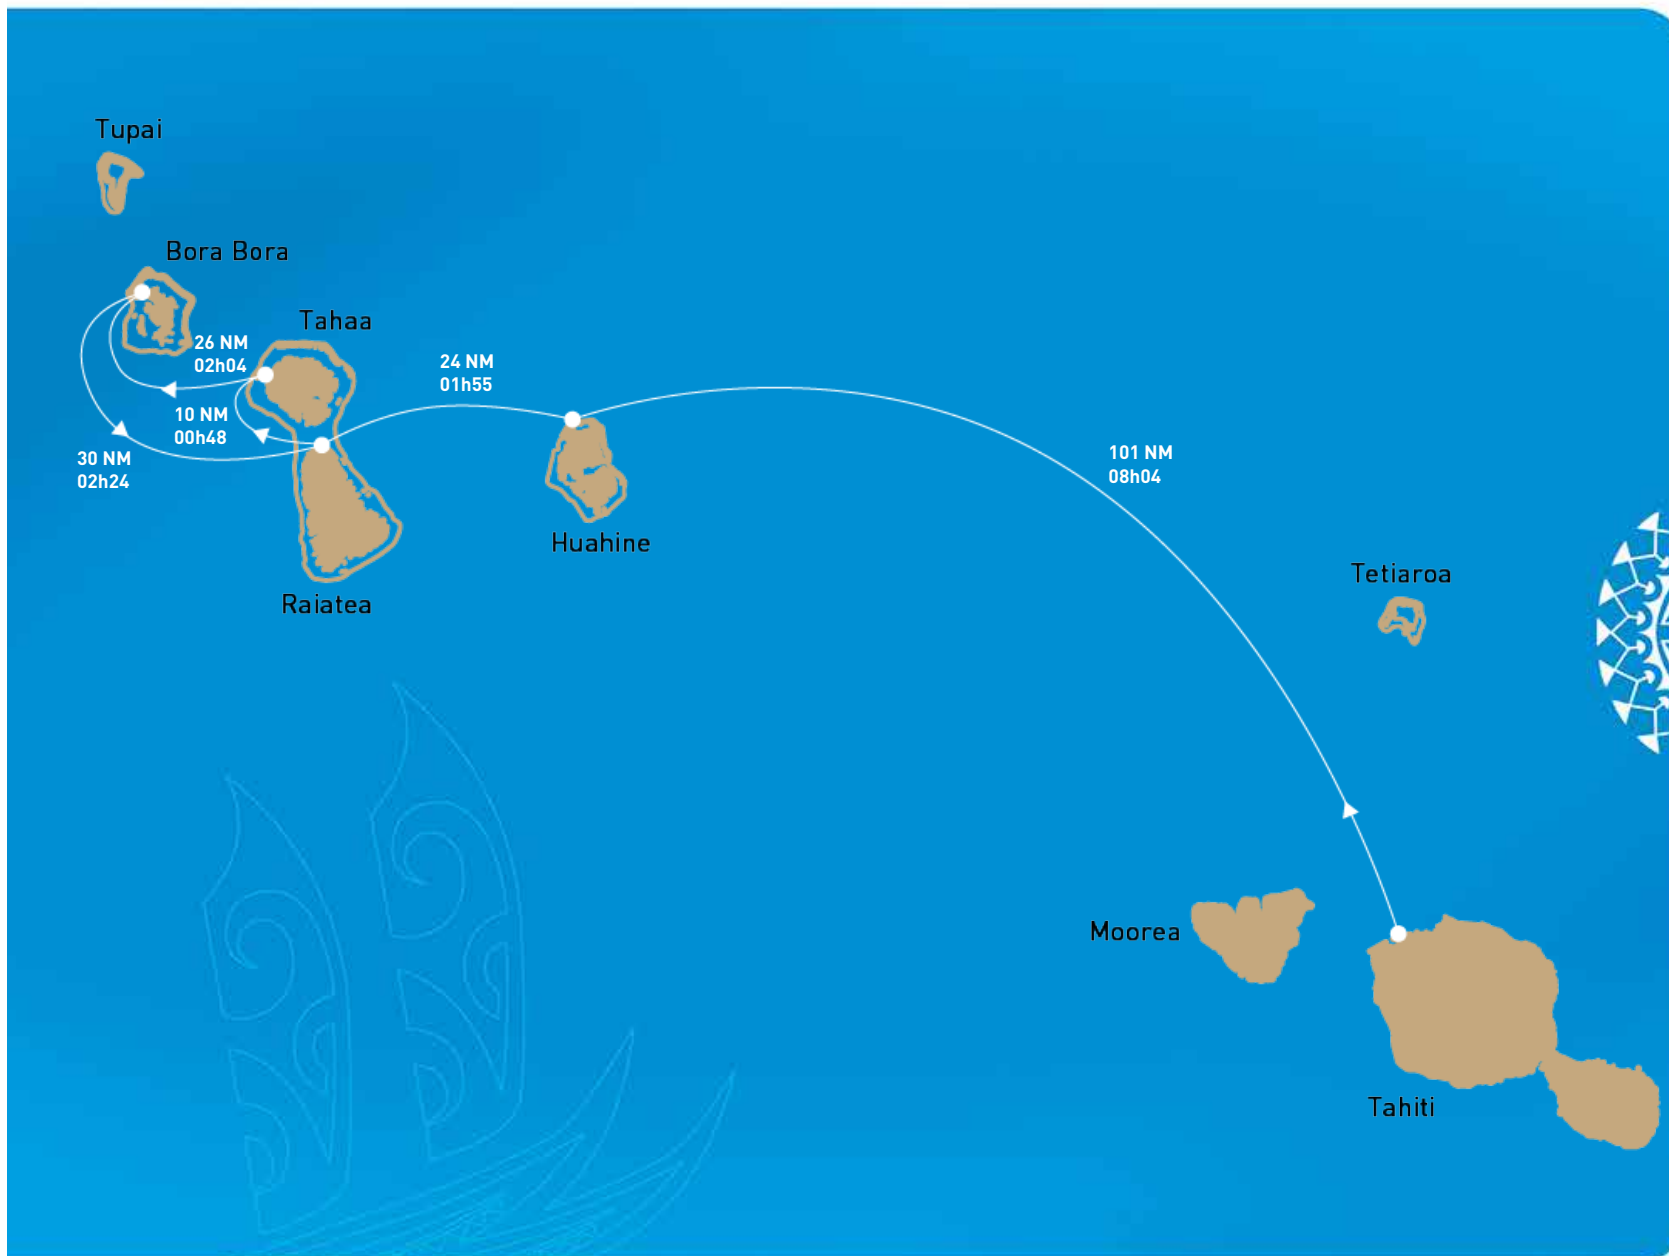 Tupai
Bora Bora
Tahaa
26 NM
02h04
24 NM
01h55
10 NM
00h48
30 NM
02h24
101 NM
08h04
Huahine
Tetiaroa
Raiatea
Moorea
Tahiti